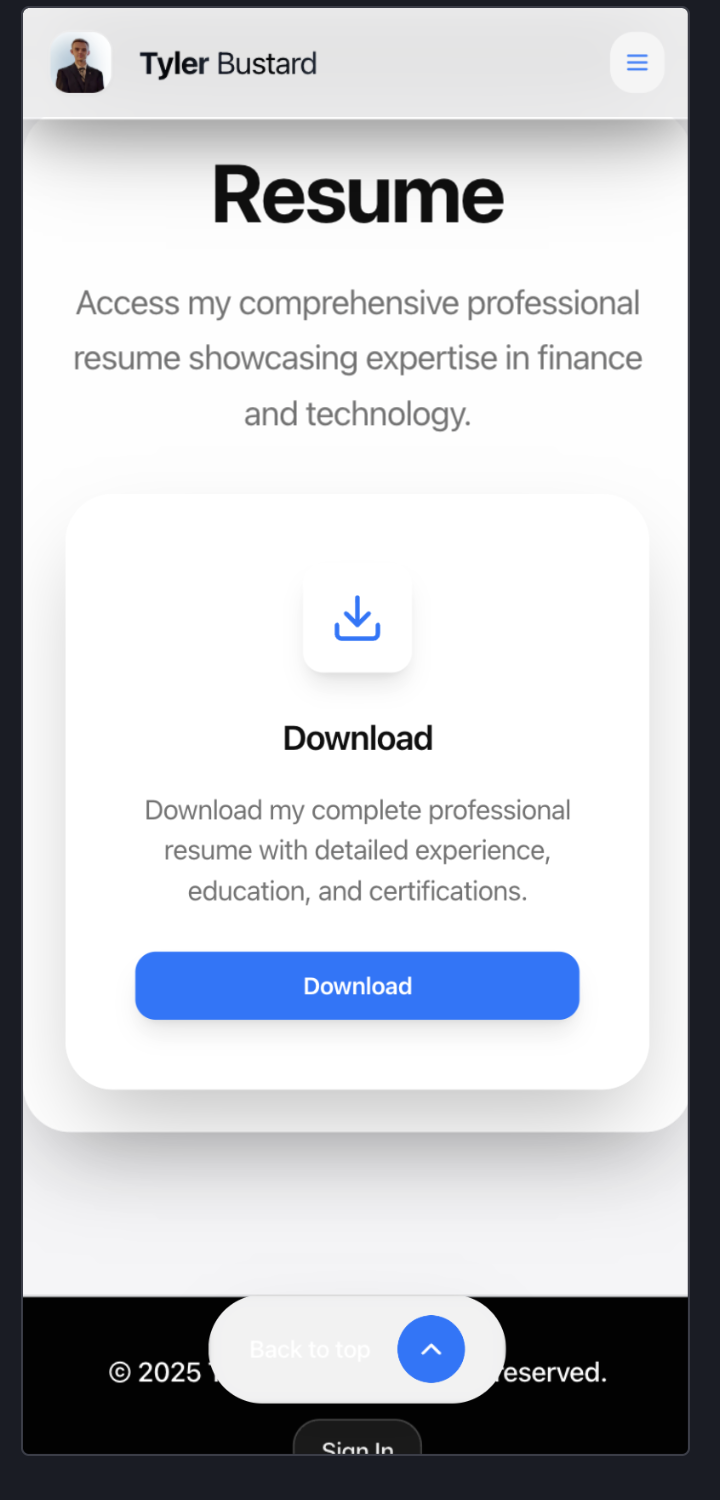 Tyler Bustard
Resume
Access my comprehensive professional
resume showcasing expertise in finance
and technology.
Download
Download my complete professional
resume with detailed experience,
education, and certifications.
Download
Back to top
© 2025 reserved.
Sign In